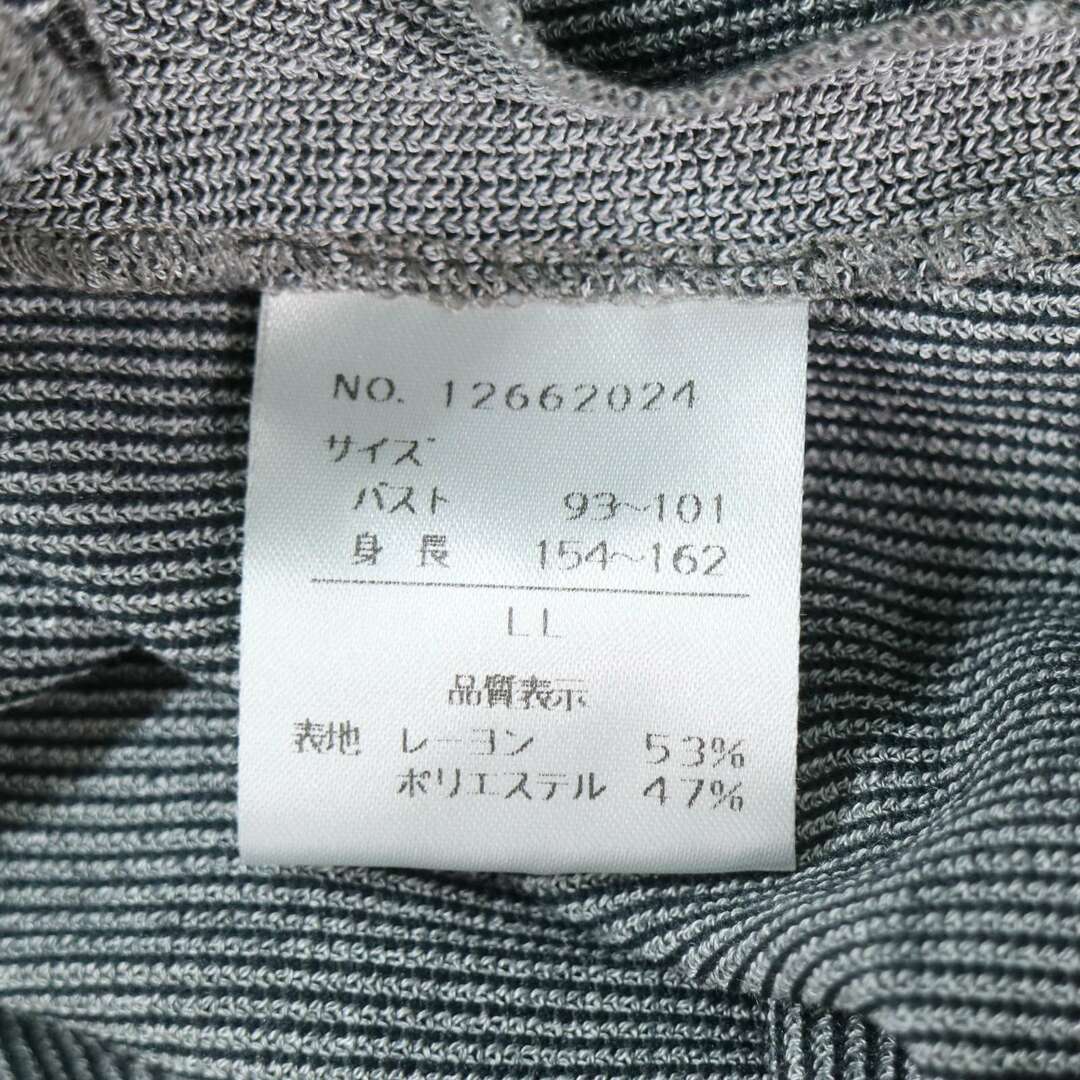 NO. 12662024
サイズ
バスト 93~101
身長 154~162
LL
品質表示
表地 レーヨン 53%
ポリエステル 47%